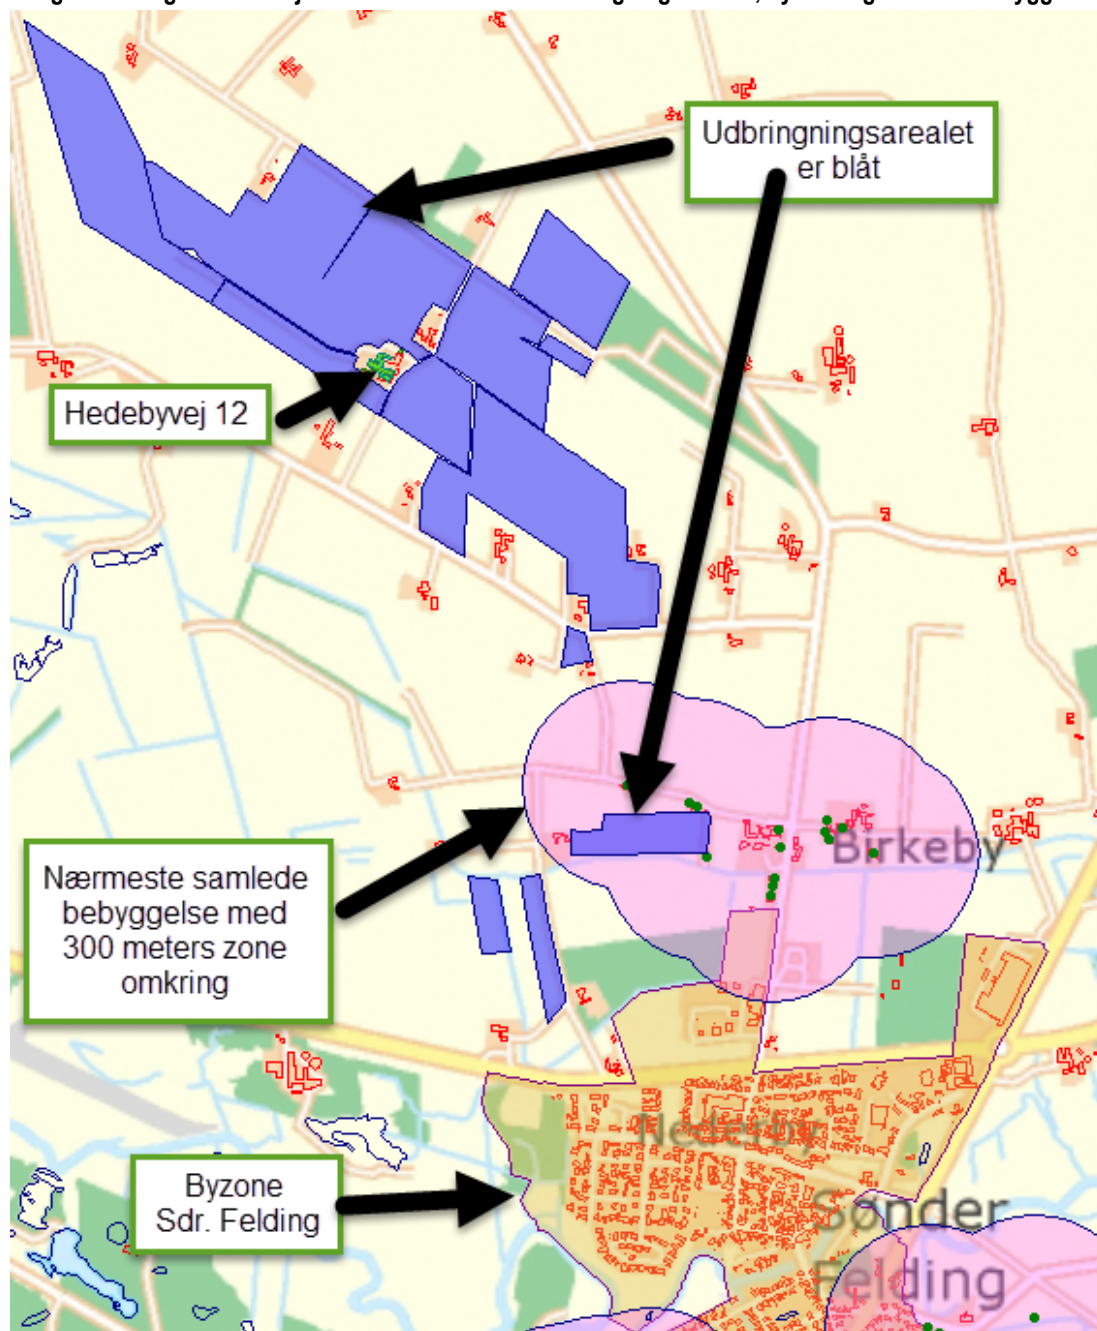 Udbringningsarealet
er blåt
Hedebyvej 12
Birkeby
Nærmeste samlede
bebyggelse med
300 meters zone
omkring
Byzone
Sdr. Felding
Sønder
Felding